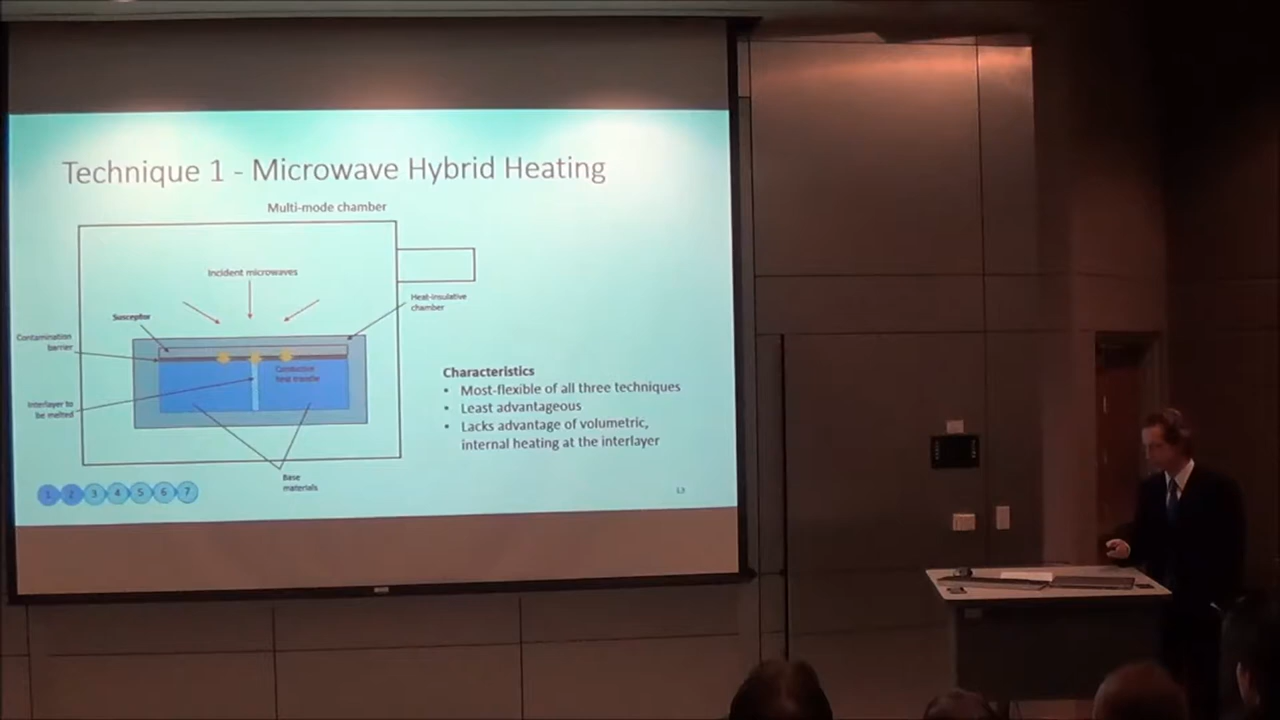 Technique 1 - Microwave Hybrid Heating
Multi-mode chamber
Incident microwaves
Heat-insulative
chamber
Susceptor
Contamination
barrier
Conductive
heat transfer
Interlayer to
be melted
Base
materials
Characteristics
• Most-flexible of all three techniques
• Least advantageous
• Lacks advantage of volumetric,
internal heating at the interlayer
1 2 3 4 5 6 7
13